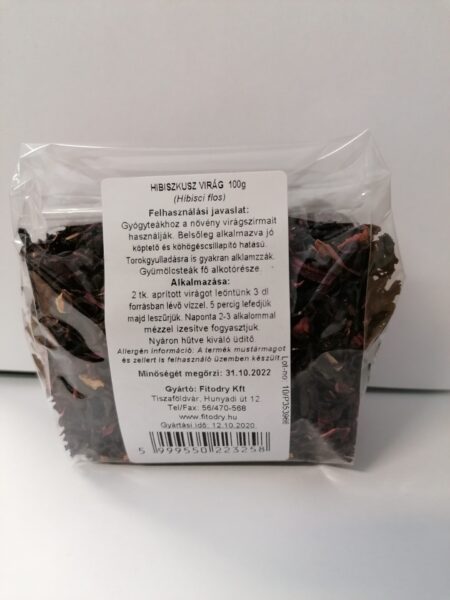 HIBISZKUSZ VIRÁG 100g
(Hibisci flos)
Felhasználási javaslat:
Gyógyteákhoz a növény virágszirmait
használják. Belsőleg alkalmazva jó
köptető és köhögéscsillapító hatású.
Torokgyulladásra is gyakran alklamzzák.
Gyümölcsteák fő alkotórésze.
Alkalmazása:
2 tk. aprított virágot leöntünk 3 dl
forrásban lévő vízzel, 5 percig lefedjük
majd leszűrjük. Naponta 2-3 alkalommal
mézzel ízesítve fogyasztjuk.
Nyáron hűtve kiváló üdítő.
Allergén információ: A termék mustármagot
és zellert is felhasználó üzemben készült.
Minőségét megőrzi: 31.10.2022
Gyártó: Fitodry Kft
Tiszaföldvár, Hunyadi út 12.
Tel/Fax: 56/470-568
www.fitodry.hu
Gyártási idő: 12.10.2020
5 999550 223258
Lot-no